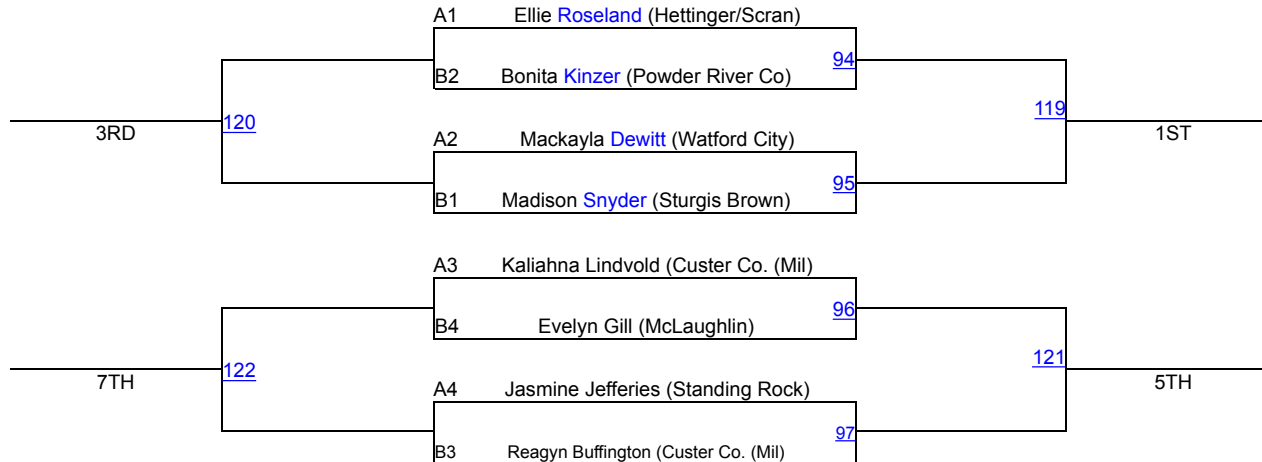 A1 Ellie Roseland (Hettinger/Scran)
94
B2 Bonita Kinzer (Powder River Co)
120
119
3RD
1ST
A2 Mackayla Dewitt (Watford City)
95
B1 Madison Snyder (Sturgis Brown)
A3 Kaliahna Lindvold (Custer Co. (Mil)
96
B4 Evelyn Gill (McLaughlin)
122
121
7TH
5TH
A4 Jasmine Jefferies (Standing Rock)
97
B3 Reagyn Buffington (Custer Co. (Mil)